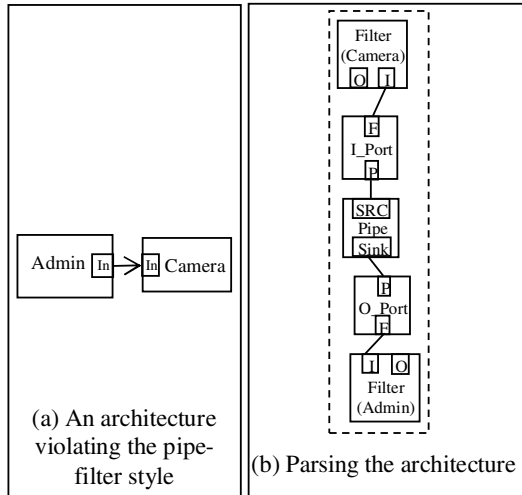 Admin In In Camera
(a) An architecture
violating the pipe-
filter style
Filter
(Camera)
O I
F
I_Port
P
SRC
Pipe
Sink
P
O_Port
F
I O
Filter
(Admin)
(b) Parsing the architecture